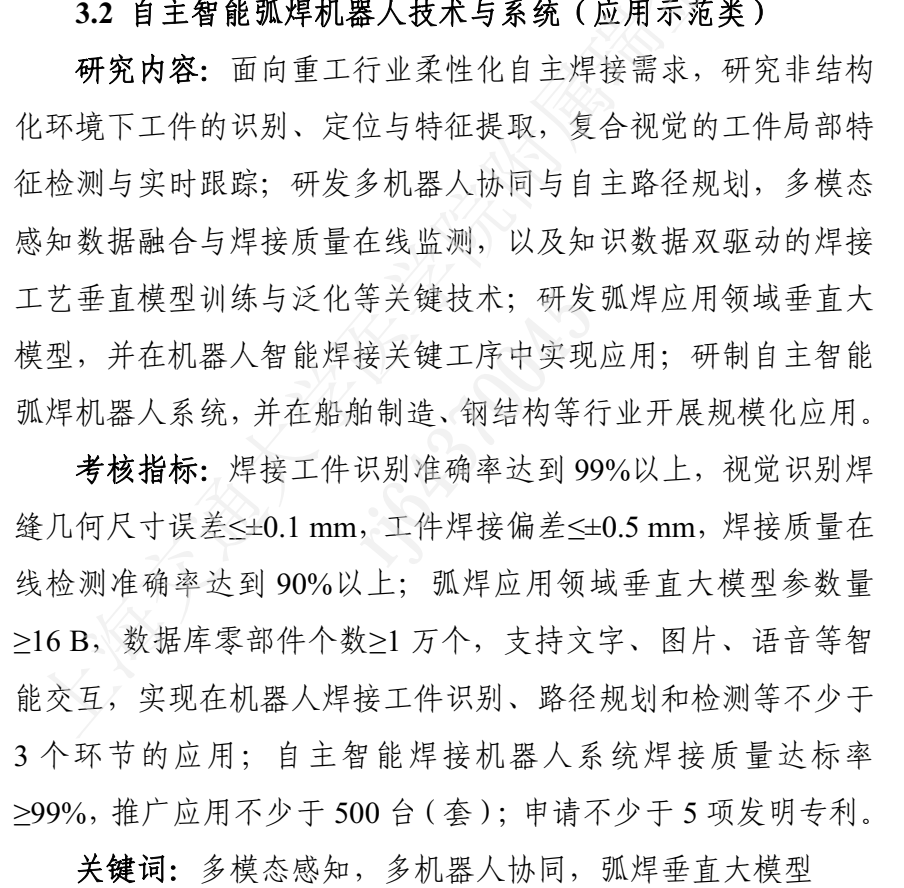 3.2 自主智能弧焊机器人技术与系统（应用示范类）
研究内容：面向重工行业柔性化自主焊接需求，研究非结构
化环境下工件的识别、定位与特征提取，复合视觉的工件局部特
征检测与实时跟踪；研发多机器人协同与自主路径规划，多模态
感知数据融合与焊接质量在线监测，以及知识数据双驱动的焊接
工艺垂直模型训练与泛化等关键技术；研发弧焊应用领域垂直大
模型，并在机器人智能焊接关键工序中实现应用；研制自主智能
弧焊机器人系统，并在船舶制造、钢结构等行业开展规模化应用。
考核指标：焊接工件识别准确率达到 99%以上，视觉识别焊
缝几何尺寸误差≤±0.1 mm，工件焊接偏差≤±0.5 mm，焊接质量在
线检测准确率达到 90%以上；弧焊应用领域垂直大模型参数量
≥16 B，数据库零部件个数≥1 万个，支持文字、图片、语音等智
能交互，实现在机器人焊接工件识别、路径规划和检测等不少于
3 个环节的应用；自主智能焊接机器人系统焊接质量达标率
≥99%，推广应用不少于 500 台（套）；申请不少于 5 项发明专利。
关键词：多模态感知，多机器人协同，弧焊垂直大模型
上海交通大学医学院附属瑞
rj64370045